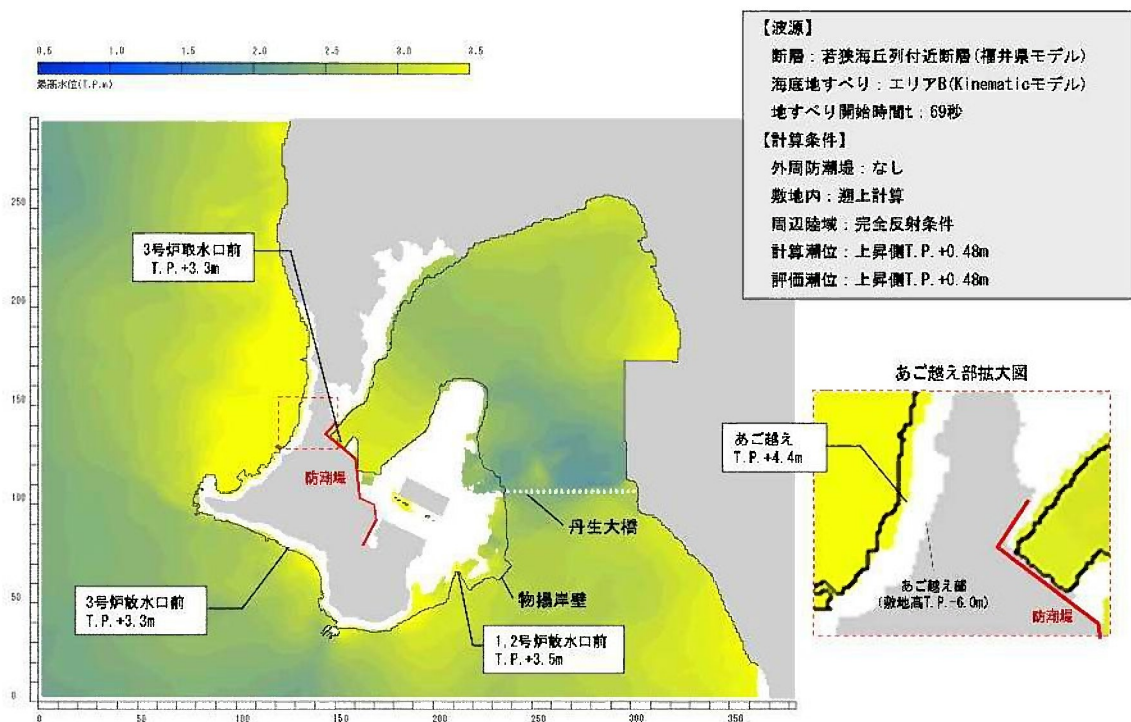 0.5 1.0 1.5 2.0 2.5 3.0 3.5
最高水位(T.P.m)
【波源】
断層:若狭海丘列付近断層(福井県モデル)
海底地すべり:エリアB(Kinematicモデル)
地すべり開始時間t:69秒
【計算条件】
外周防潮堤:なし
敷地内:遡上計算
周辺陸域:完全反射条件
計算潮位:上昇側T.P.+0.48m
評価潮位:上昇側T.P.+0.48m
250
200
150
100
50
0
0 50 100 150 200 250 300 350
3号炉取水口前
T.P.+3.3m
防潮堤
丹生大橋
物揚岸壁
3号炉放水口前
T.P.+3.3m
1,2号炉放水口前
T.P.+3.5m
あご越え部拡大図
あご越え
T.P.+4.4m
あご越え部
(敷地高T.P.-6.0m)
防潮堤